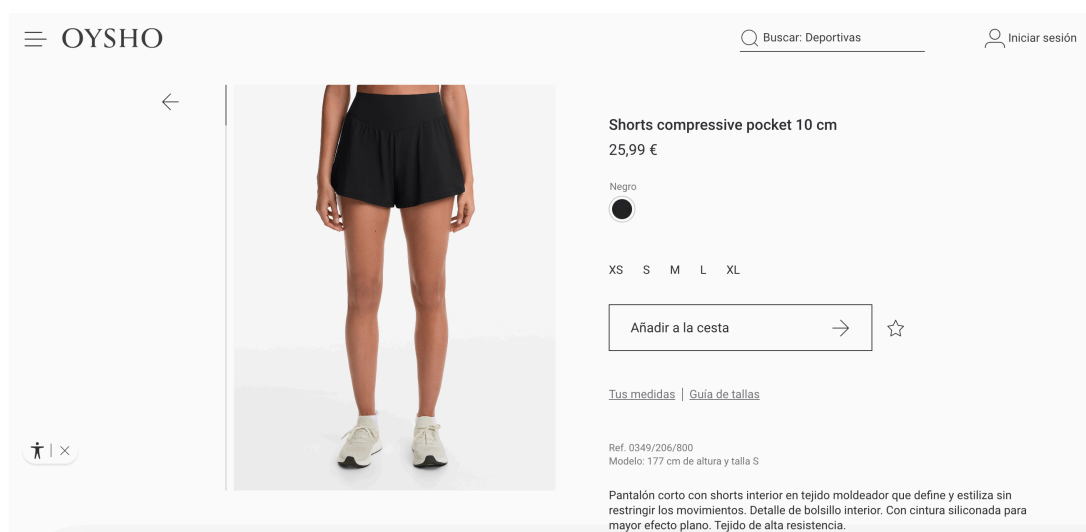 OYSHO
Buscar: Deportivas
Iniciar sesión
Shorts compressive pocket 10 cm
25,99 €
Negro
XS S M L XL
Añadir a la cesta
Tus medidas | Guía de tallas
Ref. 0349/206/800
Modelo: 177 cm de altura y talla S
Pantalón corto con shorts interior en tejido moldeador que define y estiliza sin
restringir los movimientos. Detalle de bolsillo interior. Con cintura siliconada para
mayor efecto plano. Tejido de alta resistencia.